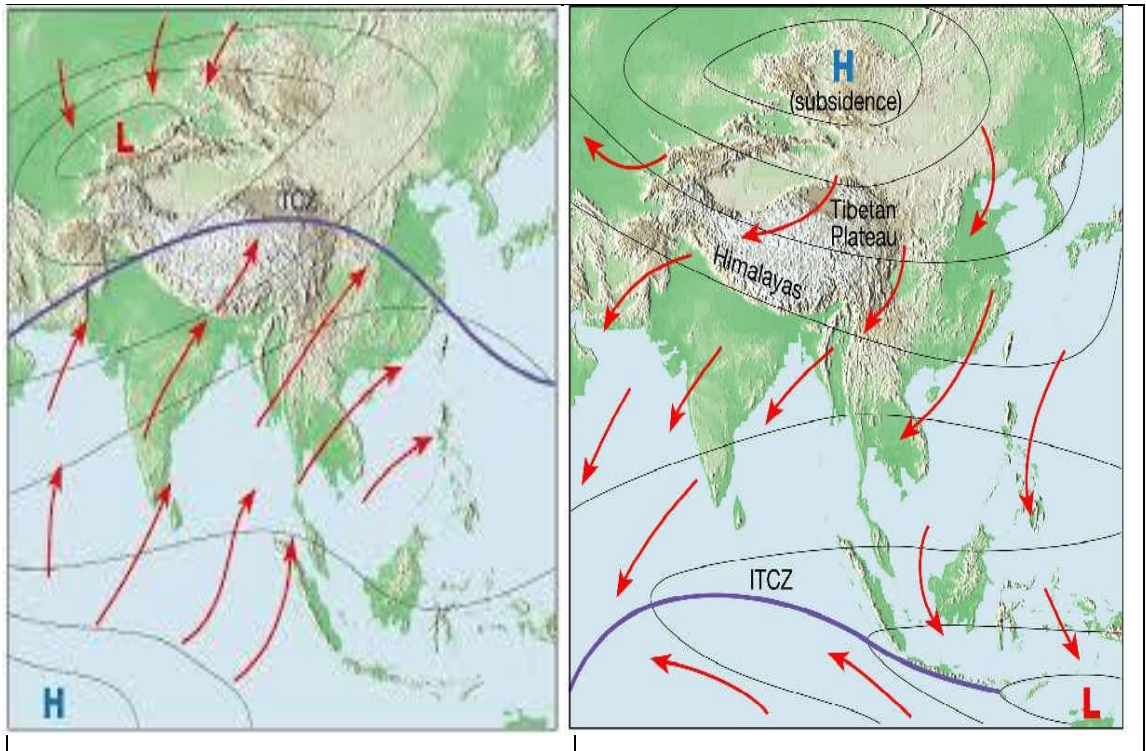 L
ITCZ
H
H
(subsidence)
Tibetan
Plateau
Himalayas
ITCZ
L